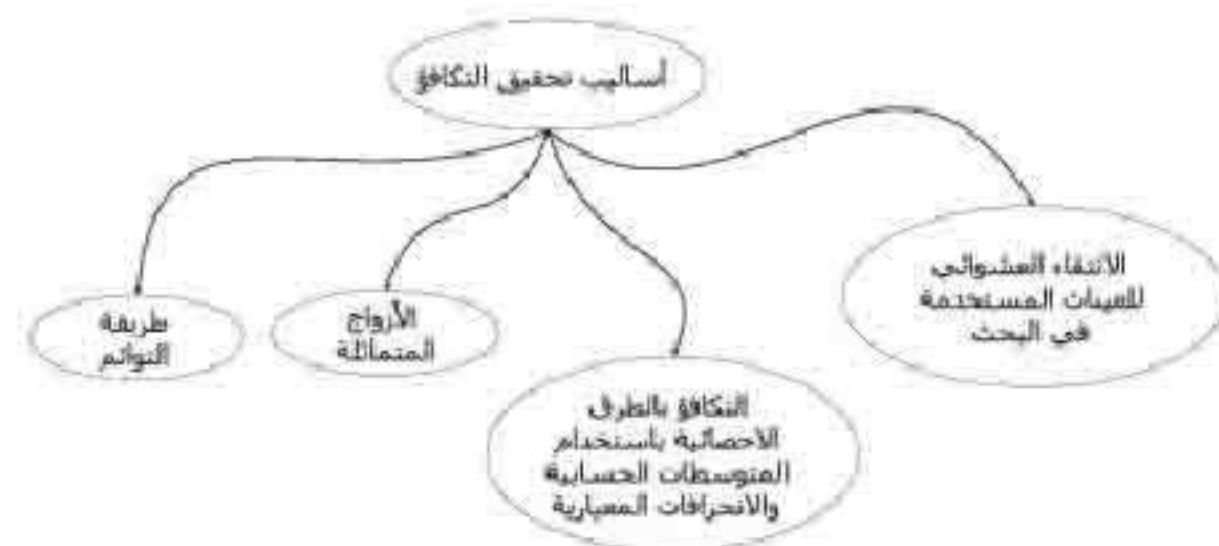 أساليب تحقيق التكافؤ
الانتقاء العشوائي
للعينات المستخدمة
في البحث
التكافؤ بالطرق
الاحصائية باستخدام
المتوسطات الحسابية
والانحرافات المعيارية
الأزواج
المتماثلة
طريقة
التوائم